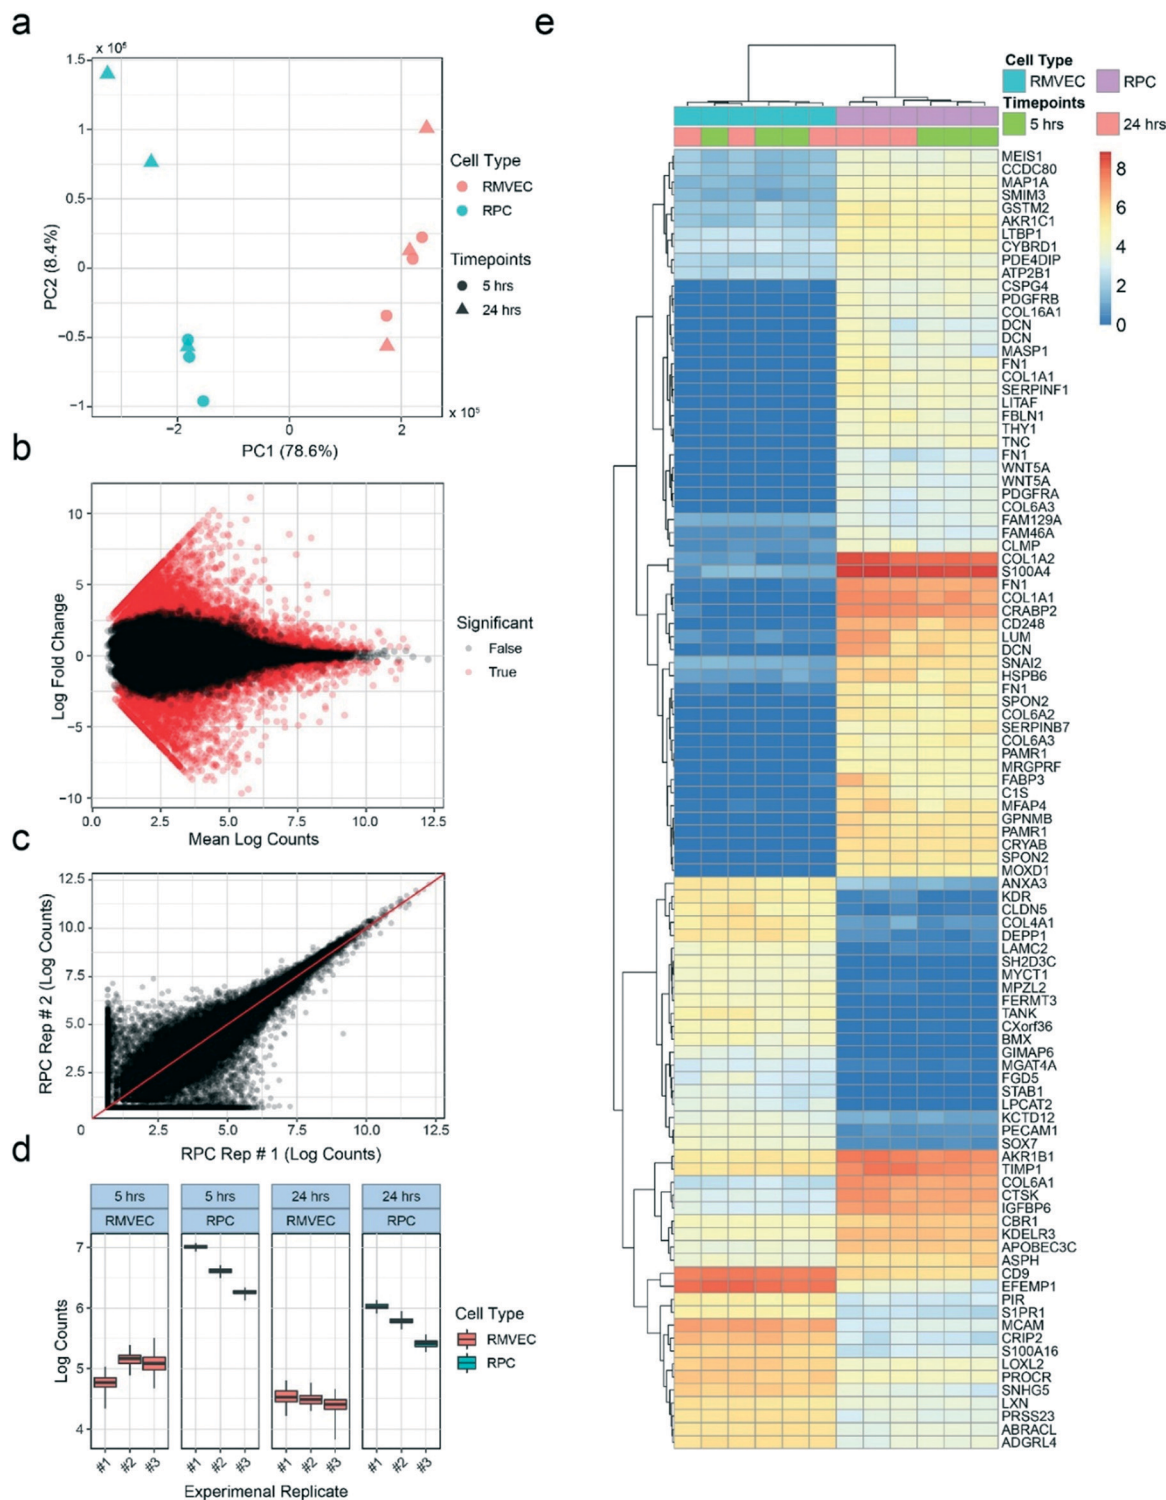 a
x 10⁵
1.5
1
0.5
0
−0.5
−1
PC2 (8.4%)
−2
0
2
x 10⁵
PC1 (78.6%)
Cell Type
RMVEC
RPC
Timepoints
5 hrs
24 hrs
b
10
5
0
−5
−10
Log Fold Change
0.0
2.5
5.0
7.5
10.0
12.5
Mean Log Counts
Significant
False
True
c
12.5
10.0
7.5
5.0
2.5
RPC Rep # 2 (Log Counts)
0
2.5
5.0
7.5
10.0
12.5
RPC Rep # 1 (Log Counts)
d
5 hrs
5 hrs
24 hrs
24 hrs
RMVEC
RPC
RMVEC
RPC
7
6
5
4
Log Counts
#1
#2
#3
#1
#2
#3
#1
#2
#3
#1
#2
#3
Experimenal Replicate
Cell Type
RMVEC
RPC
e
Cell Type
RMVEC
RPC
Timepoints
5 hrs
24 hrs
8
6
4
2
0
MEIS1
CCDC80
MAP1A
SMIM3
GSTM2
AKR1C1
LTBP1
CYBRD1
PDE4DIP
ATP2B1
CSPG4
PDGFRB
COL16A1
DCN
DCN
MASP1
FN1
COL1A1
SERPINF1
LITAF
FBLN1
THY1
TNC
FN1
WNT5A
WNT5A
PDGFRA
COL6A3
FAM129A
FAM46A
CLMP
COL1A2
S100A4
FN1
COL1A1
CRABP2
CD248
LUM
DCN
SNAI2
HSPB6
FN1
SPON2
COL6A2
SERPINB7
COL6A3
PAMR1
MRGPRF
FABP3
C1S
MFAP4
GPNMB
PAMR1
CRYAB
SPON2
MOXD1
ANXA3
KDR
CLDN5
COL4A1
DEPP1
LAMC2
SH2D3C
MYCT1
MPZL2
FERMT3
TANK
CXorf36
BMX
GIMAP6
MGAT4A
FGD5
STAB1
LPCAT2
KCTD12
PECAM1
SOX7
AKR1B1
TIMP1
COL6A1
CTSK
IGFBP6
CBR1
KDELR3
APOBEC3C
ASPH
CD9
EFEMP1
PIR
S1PR1
MCAM
CRIP2
S100A16
LOXL2
PROCR
SNHG5
LXN
PRSS23
ABRACL
ADGRL4